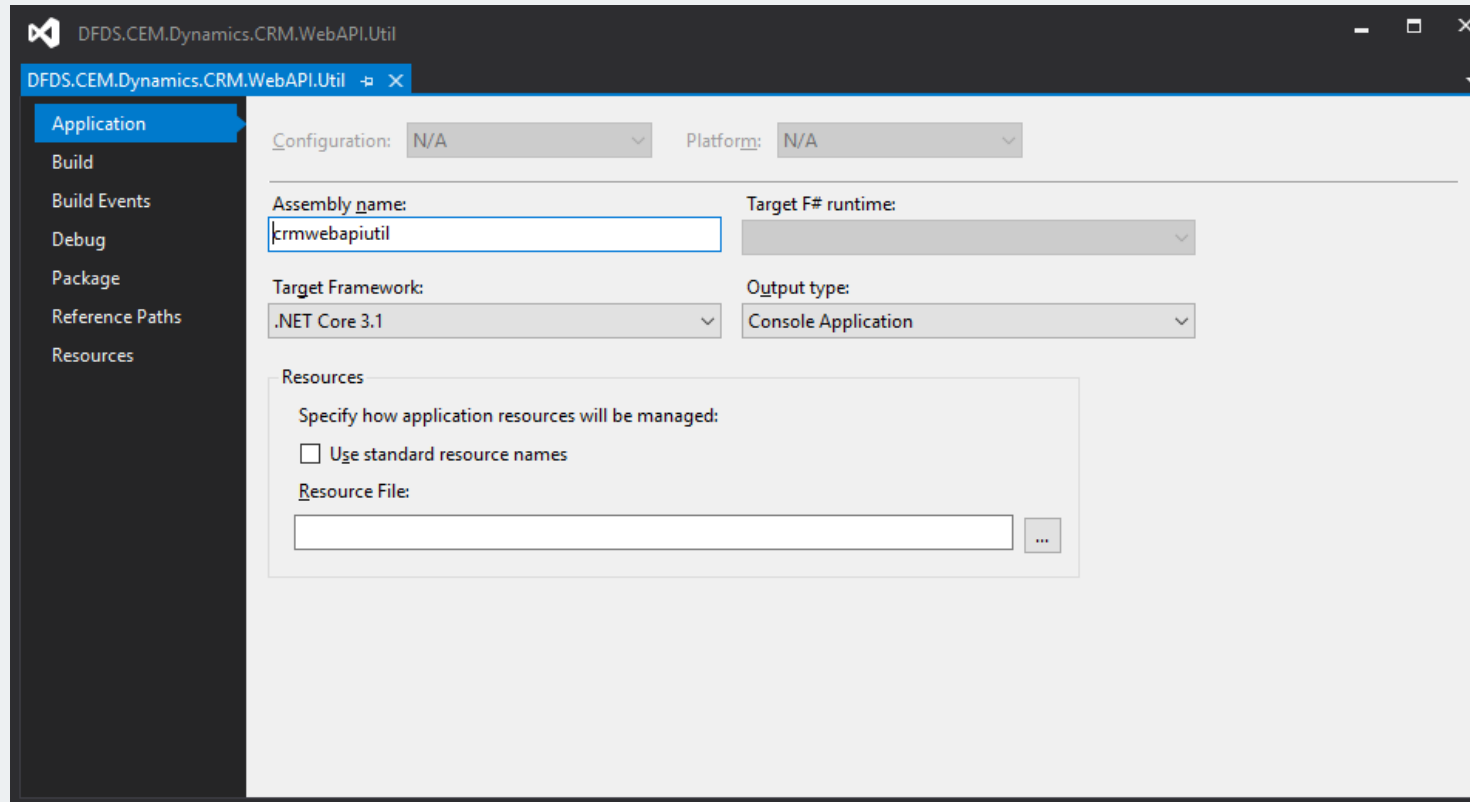 DFDS.CEM.Dynamics.CRM.WebAPI.Util
DFDS.CEM.Dynamics.CRM.WebAPI.Util
Application
Build
Build Events
Debug
Package
Reference Paths
Resources
Configuration: N/A Platform: N/A
Assembly name: Target F# runtime:
crmwebapiutil
Target Framework: Output type:
.NET Core 3.1 Console Application
Resources
Specify how application resources will be managed:
Use standard resource names
Resource File:
...